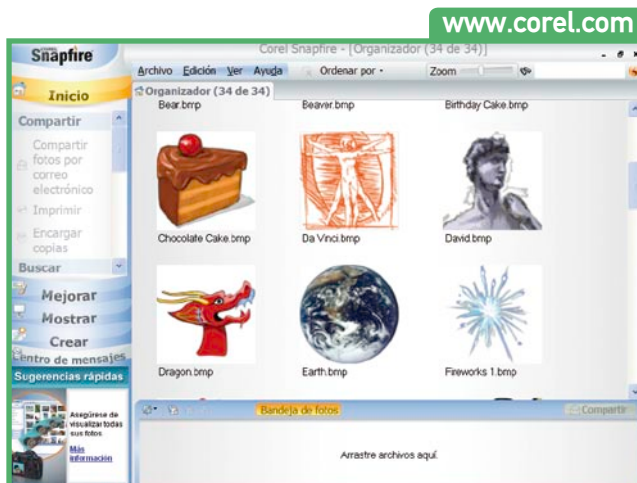 www.corel.com
COREL
Snapfire
Corel Snapfire - [Organizador (34 de 34)]
Archivo Edición Ver Ayuda Ordenar por Zoom
Inicio
Organizador (34 de 34)
Bear.bmp Beaver.bmp Birthday Cake.bmp
Compartir
Compartir
fotos por
correo
electrónico
Imprimir
Encargar
copias
Buscar
Chocolate Cake.bmp Da Vinci.bmp David.bmp
Mejorar
Mostrar
Crear
Centro de mensajes
Dragon.bmp Earth.bmp Fireworks 1.bmp
Sugerencias rápidas
Asegúrese de
visualizar todas
sus fotos
Más
información
Bandeja de fotos Compartir
Arrastre archivos aquí.